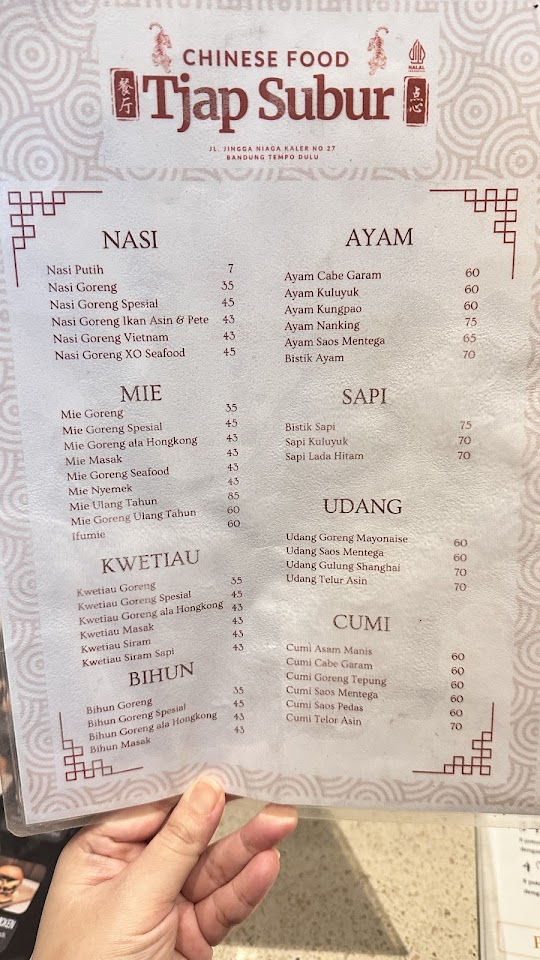 CHINESE FOOD
HALAL
餐厅
Tjap Subur
点心
JL. JINGGA NIAGA KALER NO 27
BANDUNG TEMPO DULU
NASI
Nasi Putih 7
Nasi Goreng 35
Nasi Goreng Spesial 45
Nasi Goreng Ikan Asin & Pete 43
Nasi Goreng Vietnam 43
Nasi Goreng XO Seafood 45
MIE
Mie Goreng 35
Mie Goreng Spesial 45
Mie Goreng ala Hongkong 43
Mie Masak 43
Mie Goreng Seafood 43
Mie Nyemek 43
Mie Ulang Tahun 85
Mie Goreng Ulang Tahun 60
Ifumie 60
KWETIAU
Kwetiau Goreng 35
Kwetiau Goreng Spesial 45
Kwetiau Goreng ala Hongkong 43
Kwetiau Masak 43
Kwetiau Siram 43
Kwetiau Siram Sapi 43
BIHUN
Bihun Goreng 35
Bihun Goreng Spesial 45
Bihun Goreng ala Hongkong 43
Bihun Masak 43
AYAM
Ayam Cabe Garam 60
Ayam Kuluyuk 60
Ayam Kungpao 60
Ayam Nanking 75
Ayam Saos Mentega 65
Bistik Ayam 70
SAPI
Bistik Sapi 75
Sapi Kuluyuk 70
Sapi Lada Hitam 70
UDANG
Udang Goreng Mayonaise 60
Udang Saos Mentega 60
Udang Gulung Shanghai 70
Udang Telur Asin 70
CUMI
Cumi Asam Manis 60
Cumi Cabe Garam 60
Cumi Goreng Tepung 60
Cumi Saos Mentega 60
Cumi Saos Pedas 60
Cumi Telor Asin 70